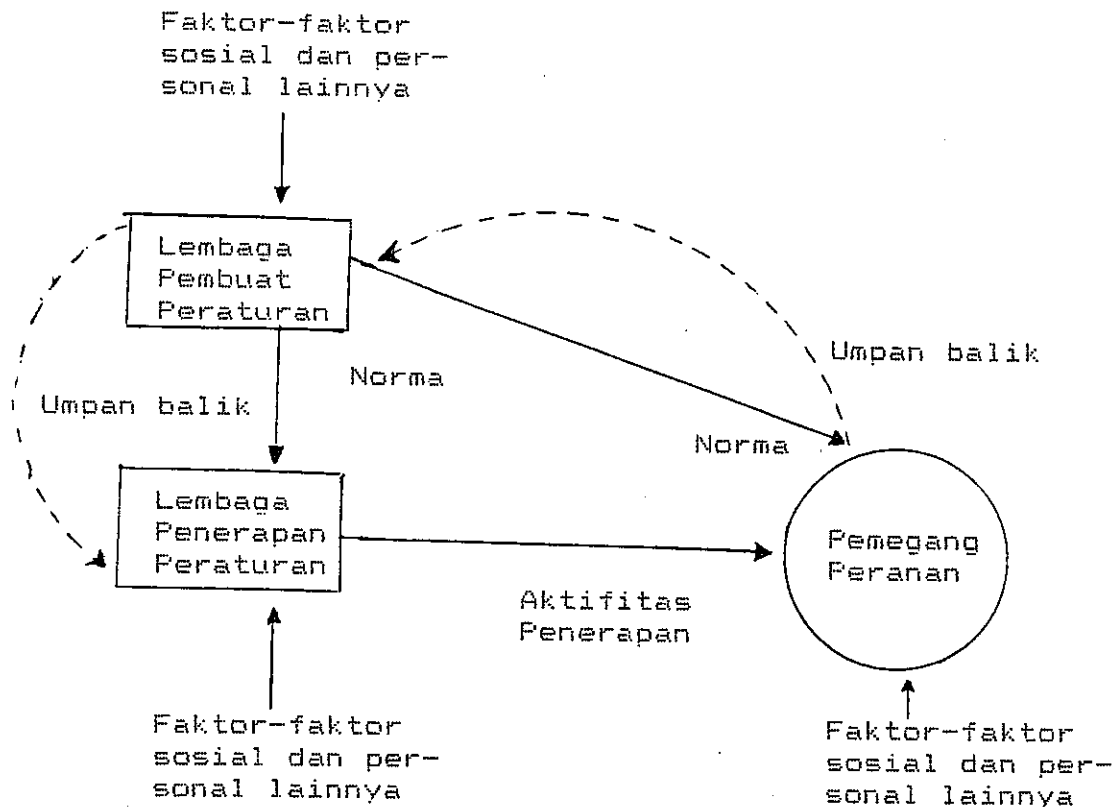 Faktor-faktor
sosial dan per-
sonal lainnya
Lembaga
Pembuat
Peraturan
Umpan balik
Norma
Umpan balik
Norma
Lembaga
Penerapan
Peraturan
Pemegang
Peranan
Aktifitas
Penerapan
Faktor-faktor
sosial dan per-
sonal lainnya
Faktor-faktor
sosial dan per-
sonal lainnya